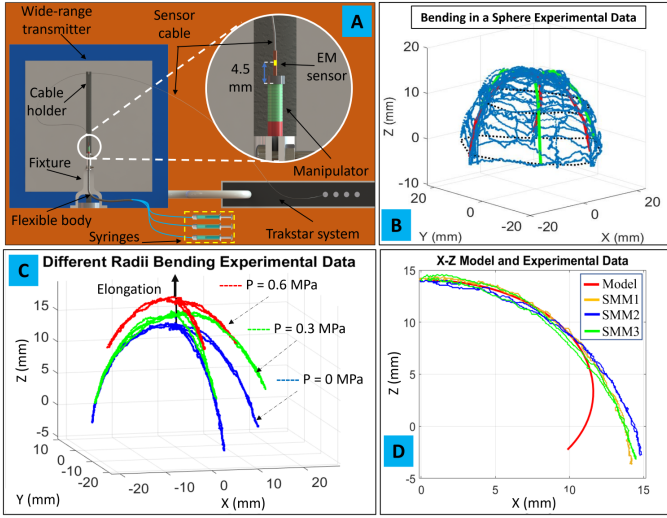 Wide-range
transmitter
Sensor
cable
A
4.5
mm
EM
sensor
Cable
holder
Fixture
Manipulator
Flexible body
Syringes
Trakstar system
Bending in a Sphere Experimental Data
Z (mm)
20
10
0
-10
20
0
-20
Y (mm)
-20
0
20
X (mm)
B
C
Different Radii Bending Experimental Data
Elongation
P = 0.6 MPa
P = 0.3 MPa
P = 0 MPa
Z (mm)
15
10
5
0
-5
10
0
-10
Y (mm)
-20
-10
0
10
20
X (mm)
X-Z Model and Experimental Data
Model
SMM1
SMM2
SMM3
Z (mm)
15
10
5
0
-5
0
5
10
15
X (mm)
D